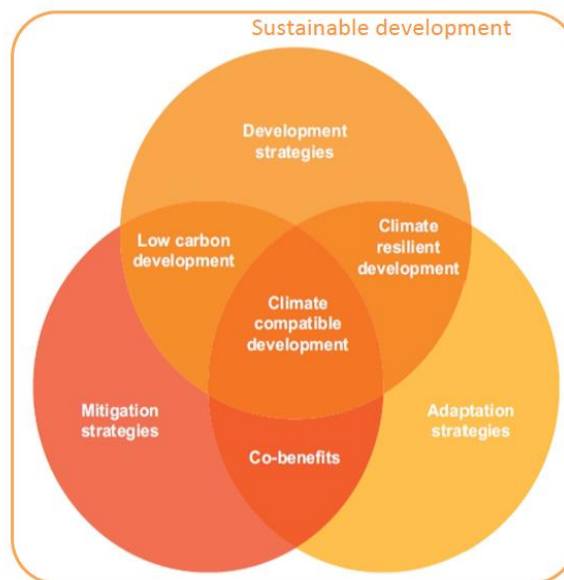 Sustainable development
Development
strategies
Low carbon
development
Climate
resilient
development
Climate
compatible
development
Mitigation
strategies
Adaptation
strategies
Co-benefits